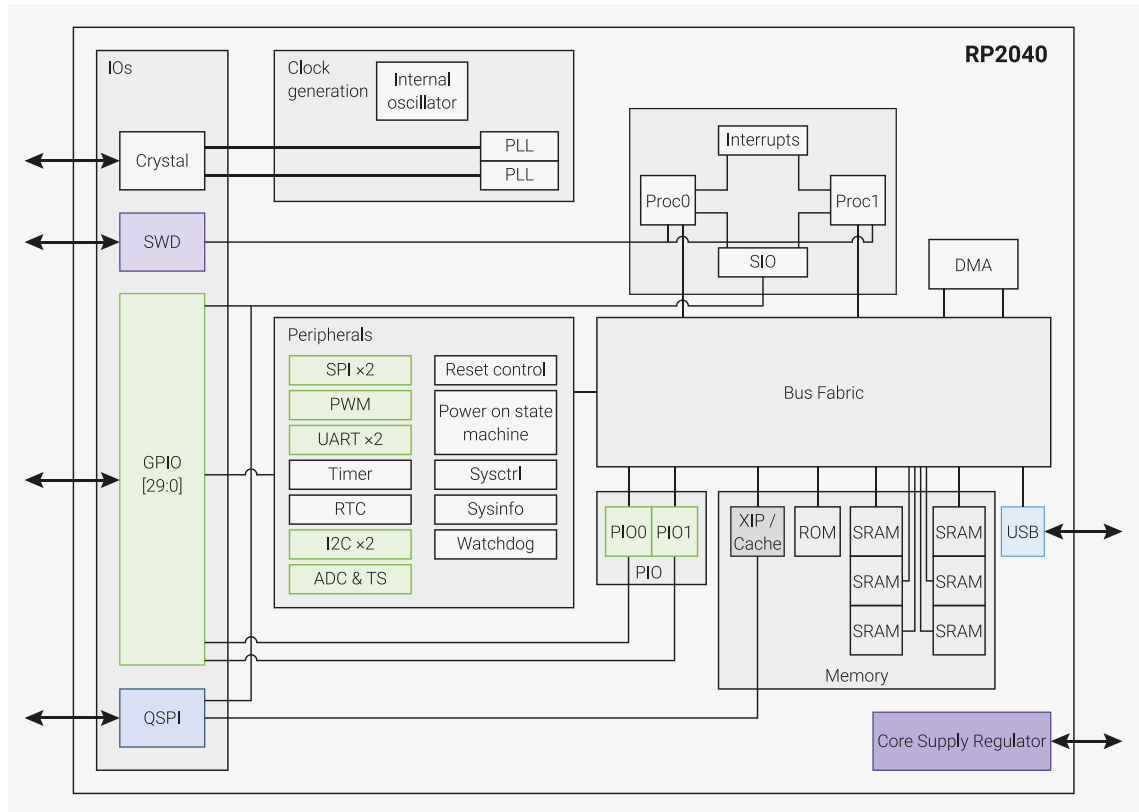 RP2040
IOs
Crystal
SWD
GPIO
[29:0]
QSPI
Clock
generation
Internal
oscillator
PLL
PLL
Interrupts
Proc0
Proc1
SIO
DMA
Peripherals
SPI ×2
PWM
UART ×2
Timer
RTC
I2C ×2
ADC & TS
Reset control
Power on state
machine
Sysctrl
Sysinfo
Watchdog
Bus Fabric
PIO0
PIO1
PIO
XIP /
Cache
ROM
SRAM
SRAM
SRAM
SRAM
SRAM
SRAM
Memory
USB
Core Supply Regulator